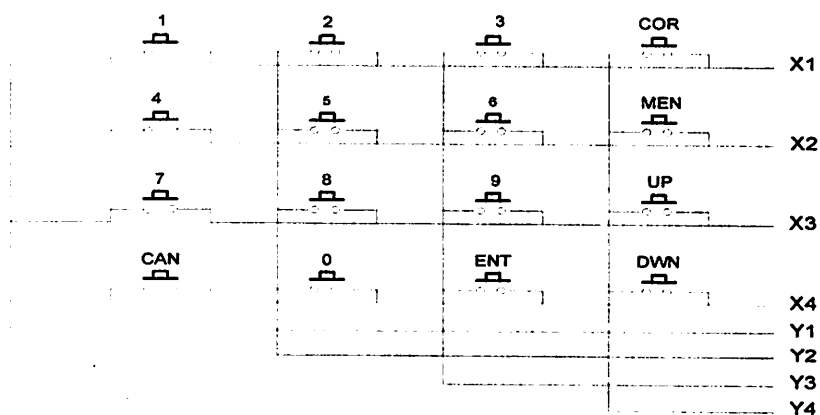 1 2 3 COR
X1
4 5 6 MEN
X2
7 8 9 UP
X3
CAN 0 ENT DWN
X4
Y1
Y2
Y3
Y4